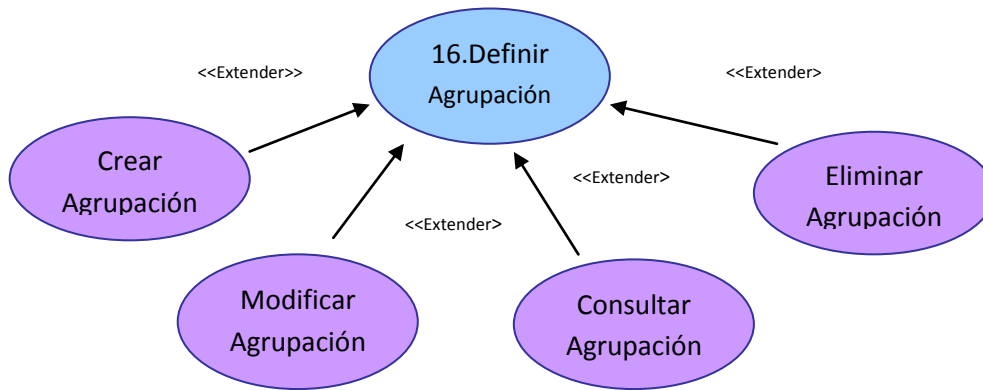 16.Definir
Agrupación
<<Extender>>
<<Extender>
Crear
Agrupación
Eliminar
Agrupación
<<Extender>
<<Extender>
Modificar
Agrupación
Consultar
Agrupación